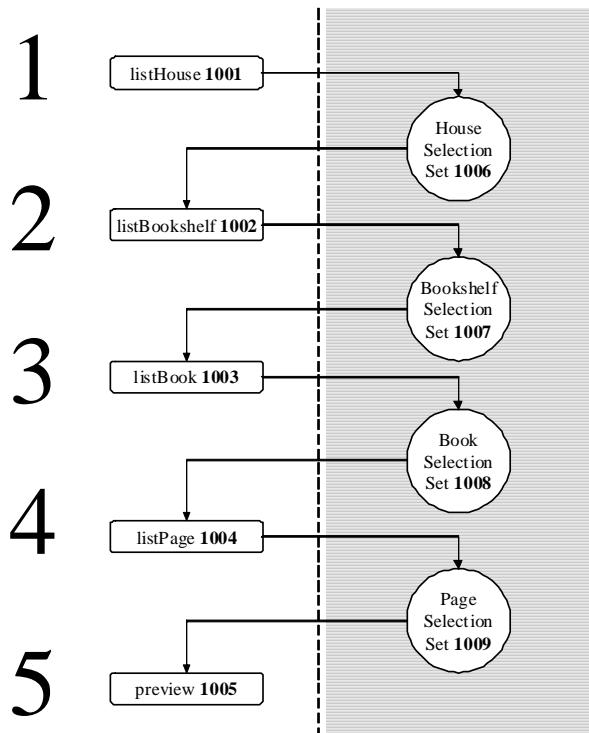 1
listHouse 1001
House
Selection
Set 1006
2
listBookshelf 1002
Bookshelf
Selection
Set 1007
3
listBook 1003
Book
Selection
Set 1008
4
listPage 1004
Page
Selection
Set 1009
5
preview 1005